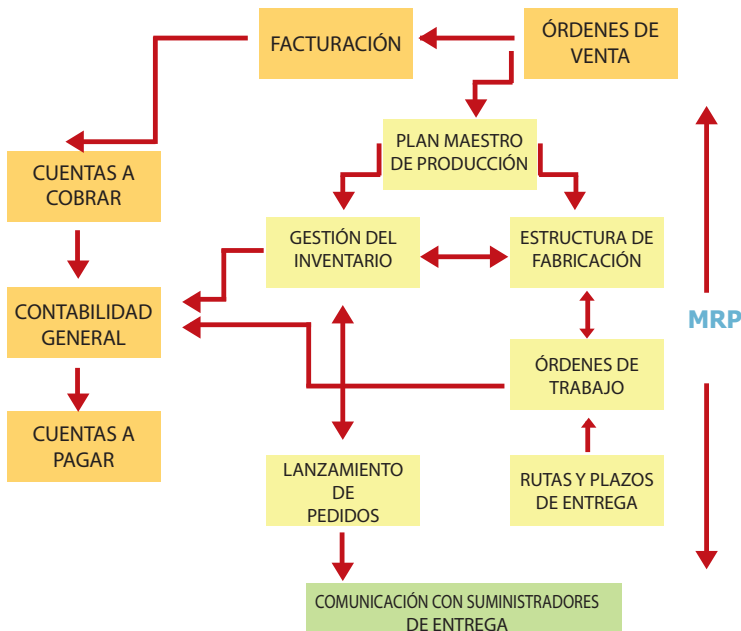 FACTURACIÓN
ÓRDENES DE
VENTA
PLAN MAESTRO
DE PRODUCCIÓN
CUENTAS A
COBRAR
GESTIÓN DEL
INVENTARIO
ESTRUCTURA DE
FABRICACIÓN
CONTABILIDAD
GENERAL
MRP
ÓRDENES DE
TRABAJO
CUENTAS A
PAGAR
LANZAMIENTO
DE
PEDIDOS
RUTAS Y PLAZOS
DE ENTREGA
COMUNICACIÓN CON SUMINISTRADORES
DE ENTREGA